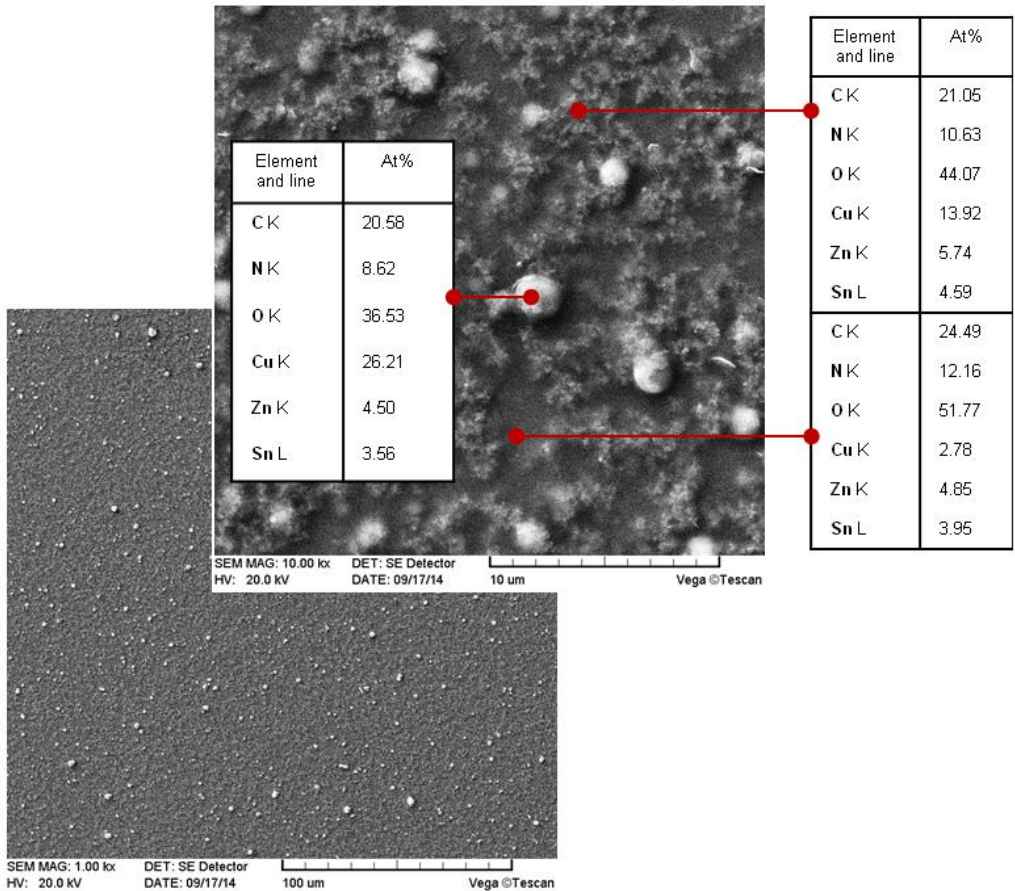 Element and line At%
C K 21.05
N K 10.63
O K 44.07
Cu K 13.92
Zn K 5.74
Sn L 4.59
C K 24.49
N K 12.16
O K 51.77
Cu K 2.78
Zn K 4.85
Sn L 3.95
Element and line At%
C K 20.58
N K 8.62
O K 36.53
Cu K 26.21
Zn K 4.50
Sn L 3.56
SEM MAG: 10.00 kx DET: SE Detector
HV: 20.0 kV DATE: 09/17/14 10 um Vega ©Tescan
SEM MAG: 1.00 kx DET: SE Detector
HV: 20.0 kV DATE: 09/17/14 100 um Vega ©Tescan